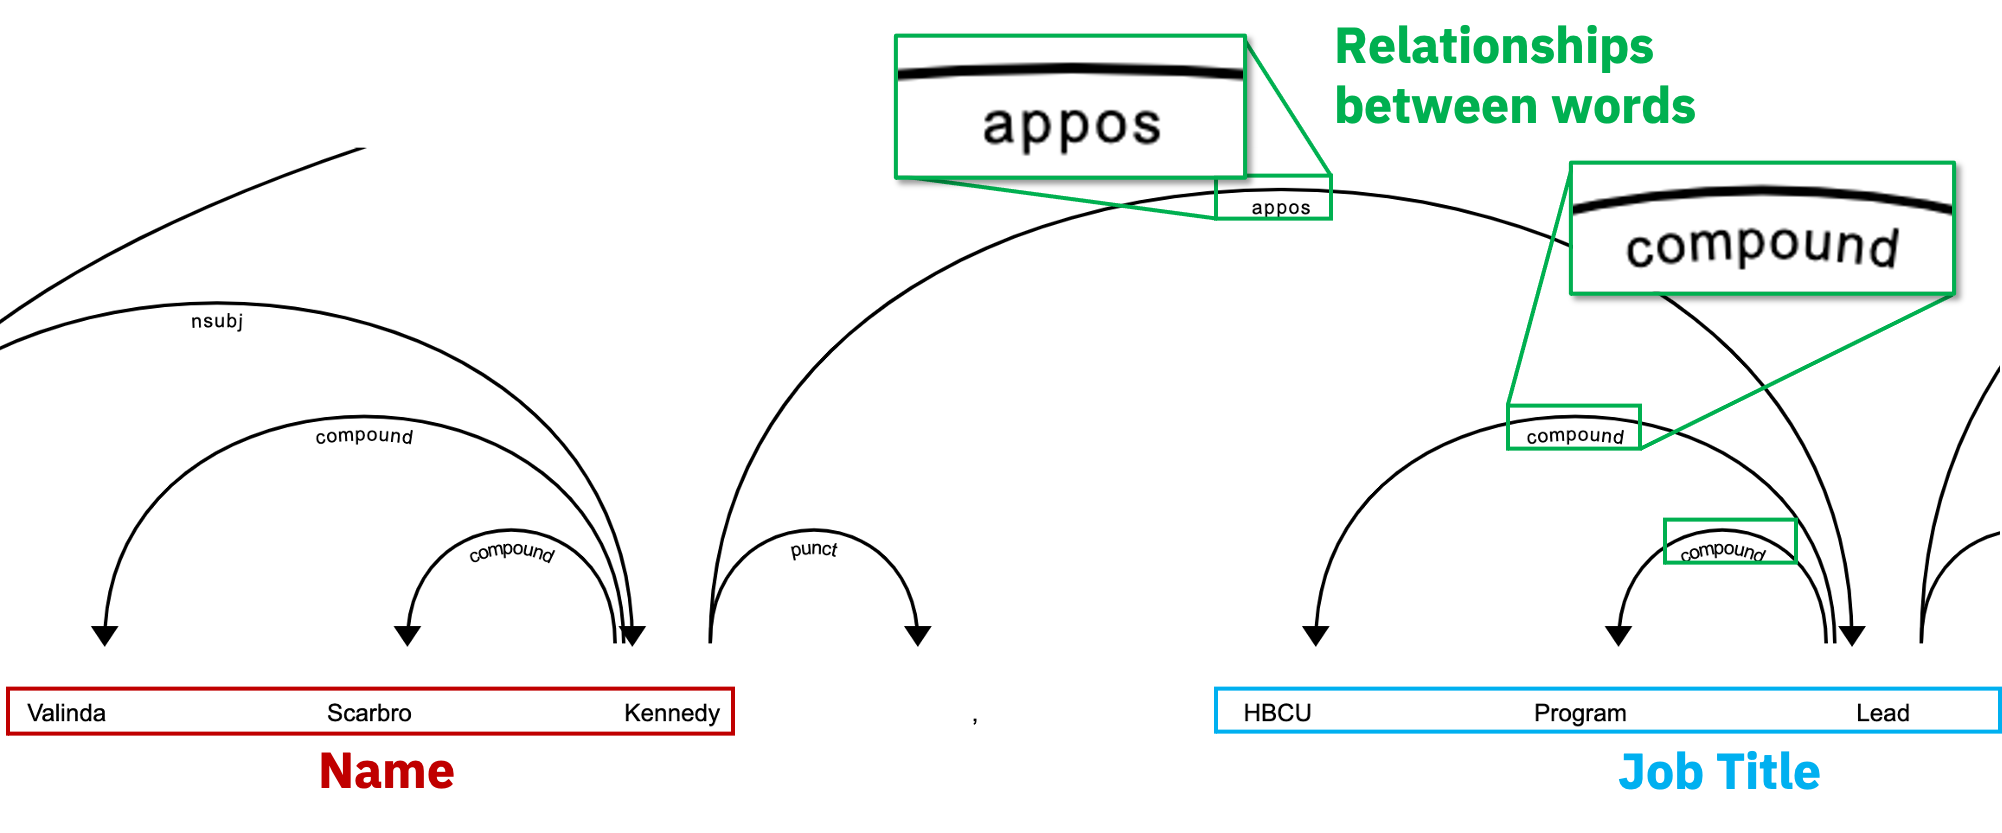 Relationships
between words
appos
appos
compound
nsubj
compound
compound
compound
punct
compound
Valinda Scarbro Kennedy , HBCU Program Lead
Name
Job Title